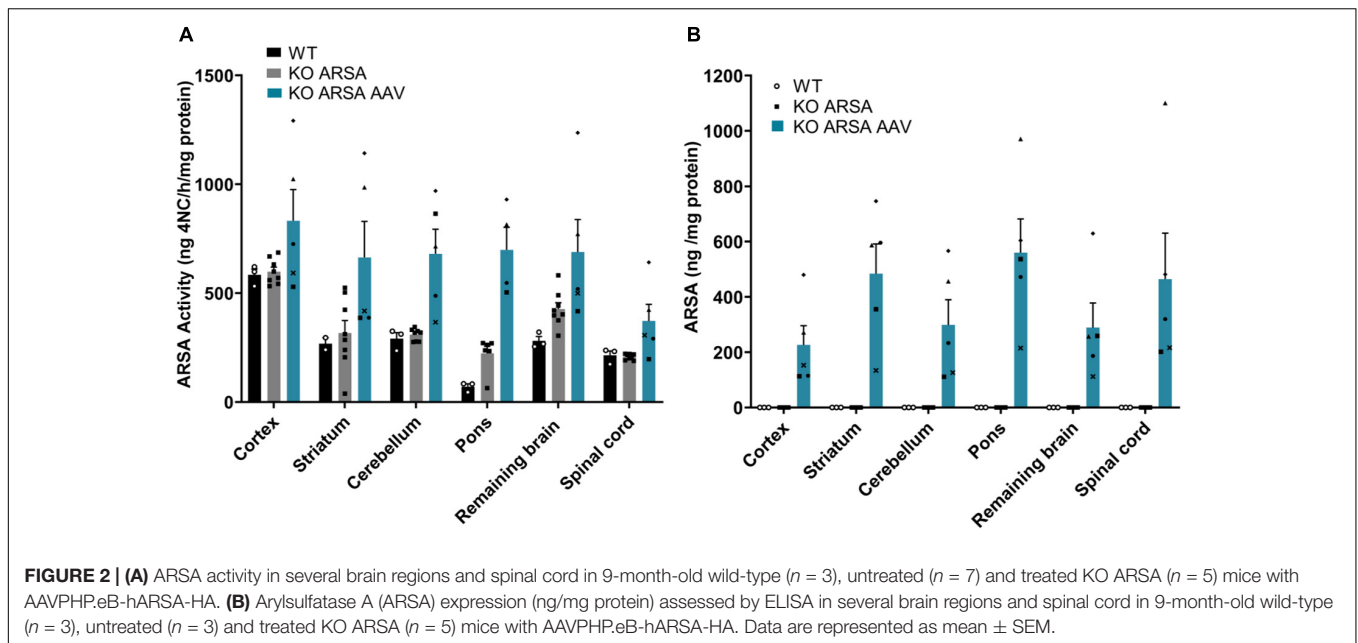 A
WT
KO ARSA
KO ARSA AAV
ARSA Activity (ng 4NC/h/mg protein)
1500
1000
500
0
Cortex
Striatum
Cerebellum
Pons
Remaining brain
Spinal cord
B
WT
KO ARSA
KO ARSA AAV
ARSA (ng /mg protein)
1200
1000
800
600
400
200
0
Cortex
Striatum
Cerebellum
Pons
Remaining brain
Spinal cord
FIGURE 2 | (A) ARSA activity in several brain regions and spinal cord in 9-month-old wild-type (n = 3), untreated (n = 7) and treated KO ARSA (n = 5) mice with
AAVPHP.eB-hARSA-HA. (B) Arylsulfatase A (ARSA) expression (ng/mg protein) assessed by ELISA in several brain regions and spinal cord in 9-month-old wild-type
(n = 3), untreated (n = 3) and treated KO ARSA (n = 5) mice with AAVPHP.eB-hARSA-HA. Data are represented as mean ± SEM.